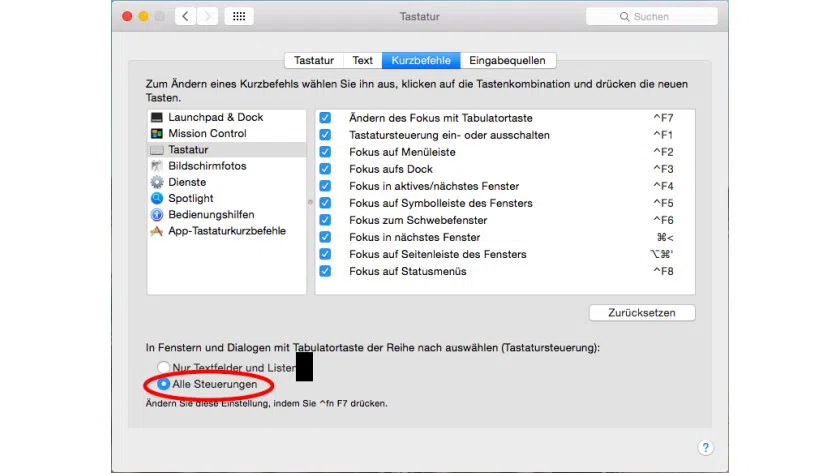 Tastatur
Suchen
Tastatur Text Kurzbefehle Eingabequellen
Zum Ändern eines Kurzbefehls wählen Sie ihn aus, klicken auf die Tastenkombination und drücken die neuen
Tasten.
Launchpad & Dock
Mission Control
Tastatur
Bildschirmfotos
Dienste
Spotlight
Bedienungshilfen
App-Tastaturkurzbefehle
Ändern des Fokus mit Tabulatortaste ^F7
Tastatursteuerung ein- oder ausschalten ^F1
Fokus auf Menüleiste ^F2
Fokus aufs Dock ^F3
Fokus in aktives/nächstes Fenster ^F4
Fokus auf Symbolleiste des Fensters ^F5
Fokus zum Schwebefenster ^F6
Fokus in nächstes Fenster ⌘<
Fokus auf Seitenleiste des Fensters ⌥⌘'
Fokus auf Statusmenüs ^F8
Zurücksetzen
In Fenstern und Dialogen mit Tabulatortaste der Reihe nach auswählen (Tastatursteuerung):
Nur Textfelder und Listen
Alle Steuerungen
Ändern Sie diese Einstellung, indem Sie ^fn F7 drücken.
?